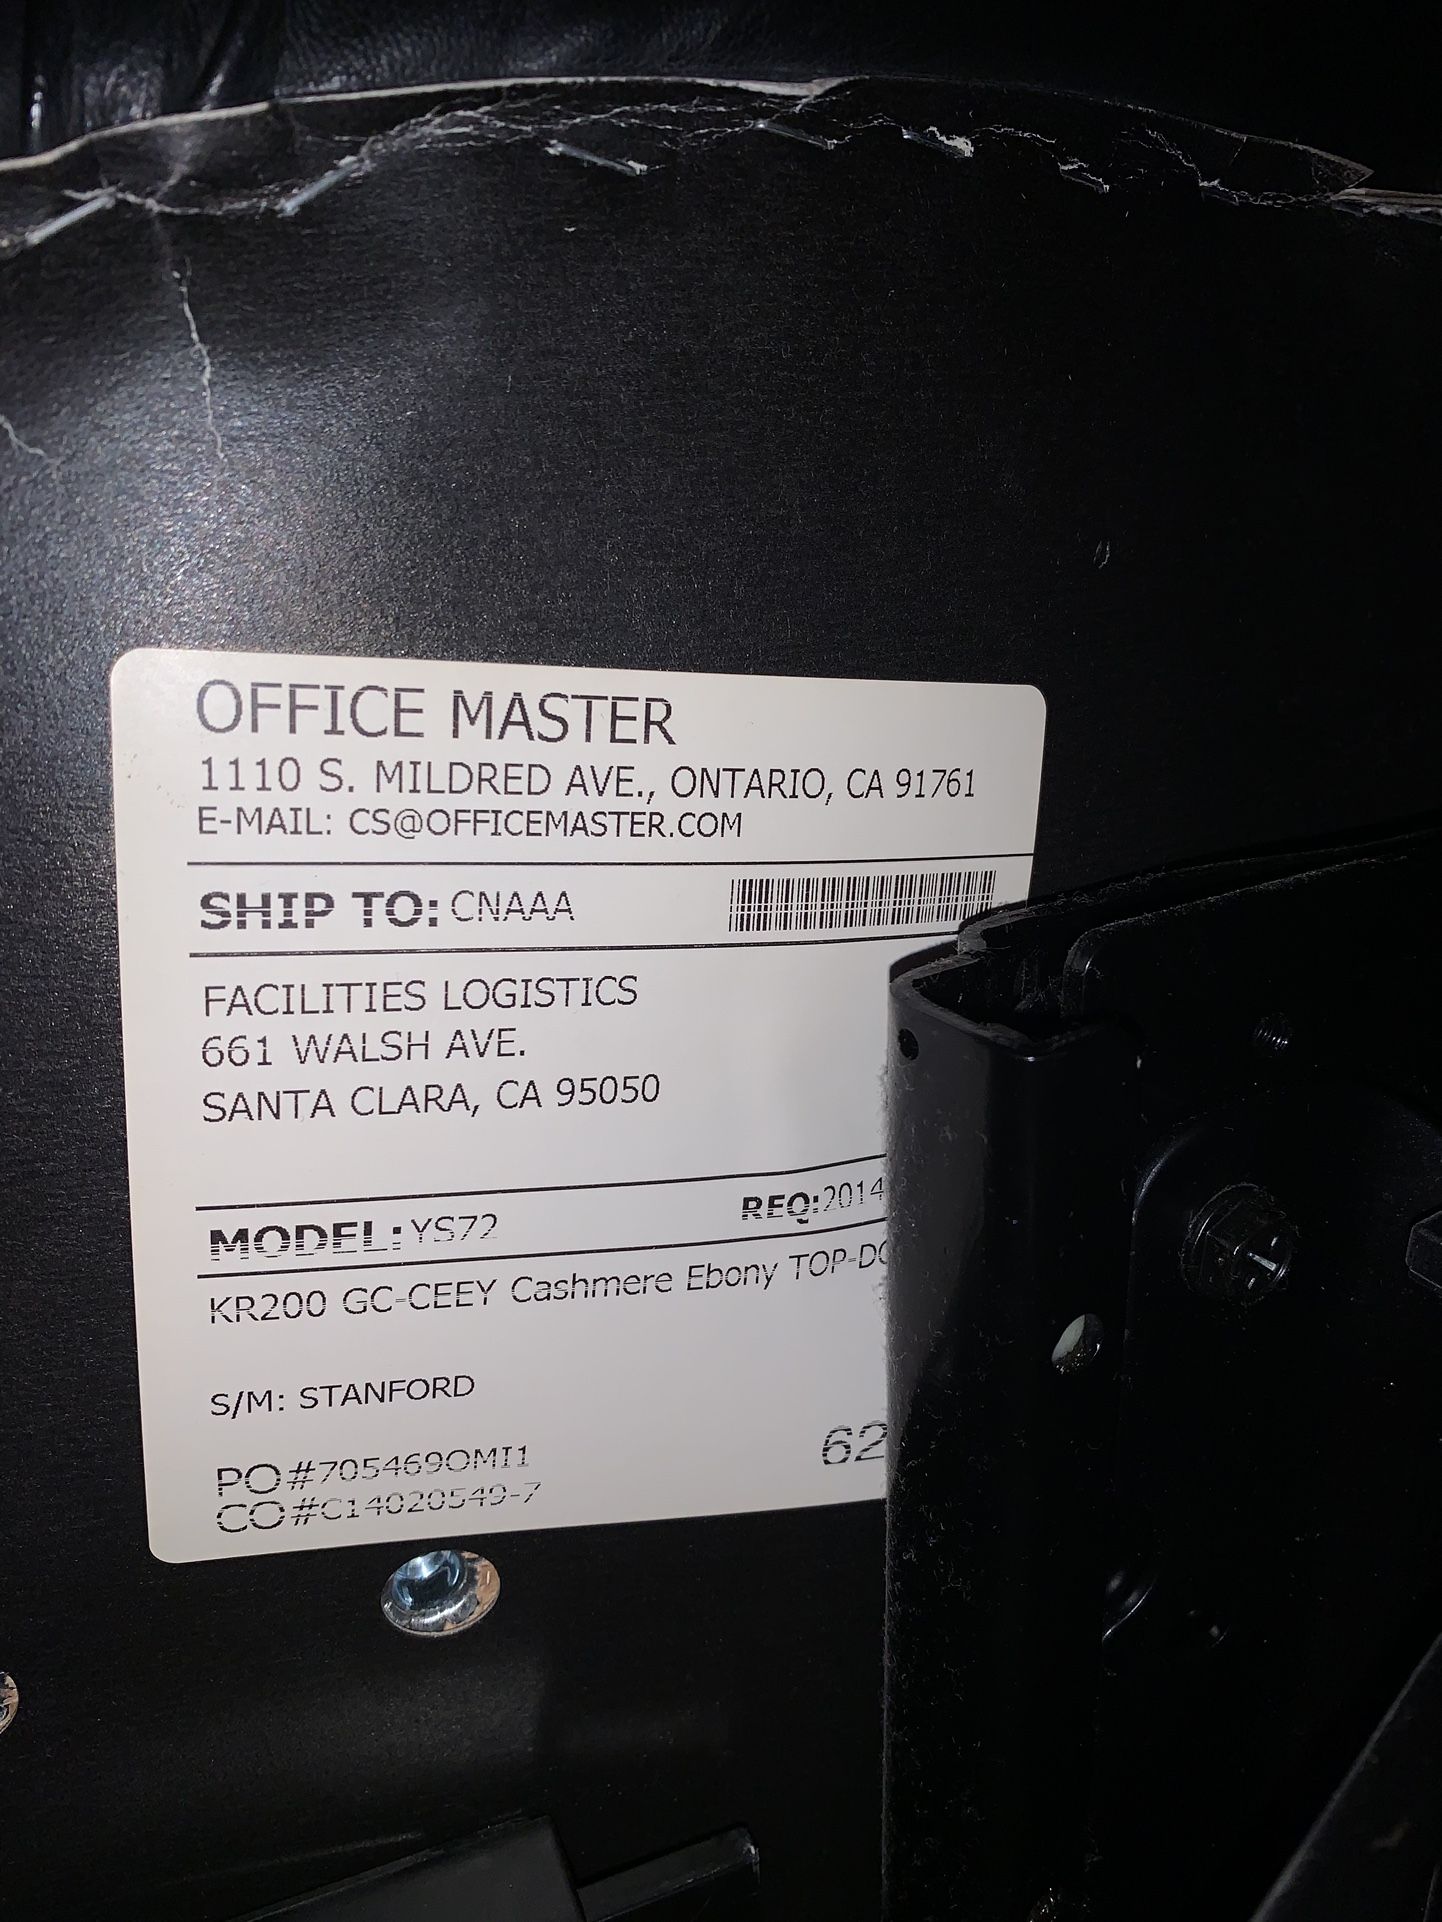 OFFICE MASTER
1110 S. MILDRED AVE., ONTARIO, CA 91761
E-MAIL: CS@OFFICEMASTER.COM
SHIP TO: CNAAA
FACILITIES LOGISTICS
661 WALSH AVE.
SANTA CLARA, CA 95050
MODEL: YS72 REQ:2014
KR200 GC-CEEY Cashmere Ebony
S/M: STANFORD
62
PO#705469OMI1
CO#C14020549-7